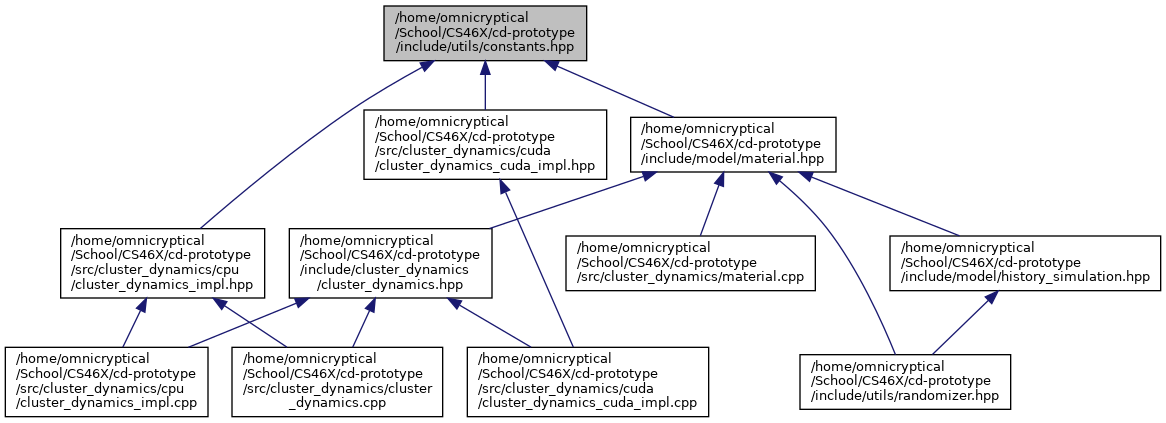 /home/omnicryptical
/School/CS46X/cd-prototype
/include/utils/constants.hpp
/home/omnicryptical
/School/CS46X/cd-prototype
/src/cluster_dynamics/cuda
/cluster_dynamics_cuda_impl.hpp
/home/omnicryptical
/School/CS46X/cd-prototype
/include/model/material.hpp
/home/omnicryptical
/School/CS46X/cd-prototype
/src/cluster_dynamics/cpu
/cluster_dynamics_impl.hpp
/home/omnicryptical
/School/CS46X/cd-prototype
/include/cluster_dynamics
/cluster_dynamics.hpp
/home/omnicryptical
/School/CS46X/cd-prototype
/src/cluster_dynamics/material.cpp
/home/omnicryptical
/School/CS46X/cd-prototype
/include/model/history_simulation.hpp
/home/omnicryptical
/School/CS46X/cd-prototype
/src/cluster_dynamics/cpu
/cluster_dynamics_impl.cpp
/home/omnicryptical
/School/CS46X/cd-prototype
/src/cluster_dynamics/cluster
_dynamics.cpp
/home/omnicryptical
/School/CS46X/cd-prototype
/src/cluster_dynamics/cuda
/cluster_dynamics_cuda_impl.cpp
/home/omnicryptical
/School/CS46X/cd-prototype
/include/utils/randomizer.hpp